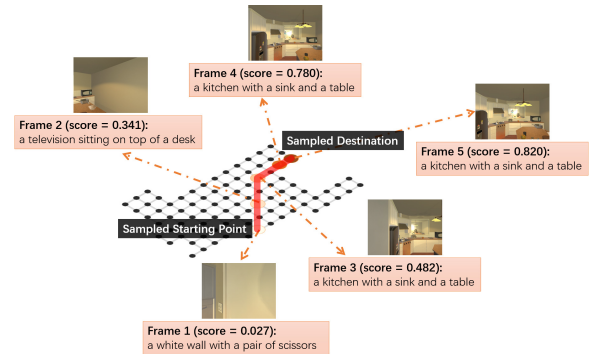 Frame 4 (score = 0.780):
a kitchen with a sink and a table
Frame 2 (score = 0.341):
a television sitting on top of a desk
Sampled Destination
Frame 5 (score = 0.820):
a kitchen with a sink and a table
Sampled Starting Point
Frame 3 (score = 0.482):
a kitchen with a sink and a table
Frame 1 (score = 0.027):
a white wall with a pair of scissors